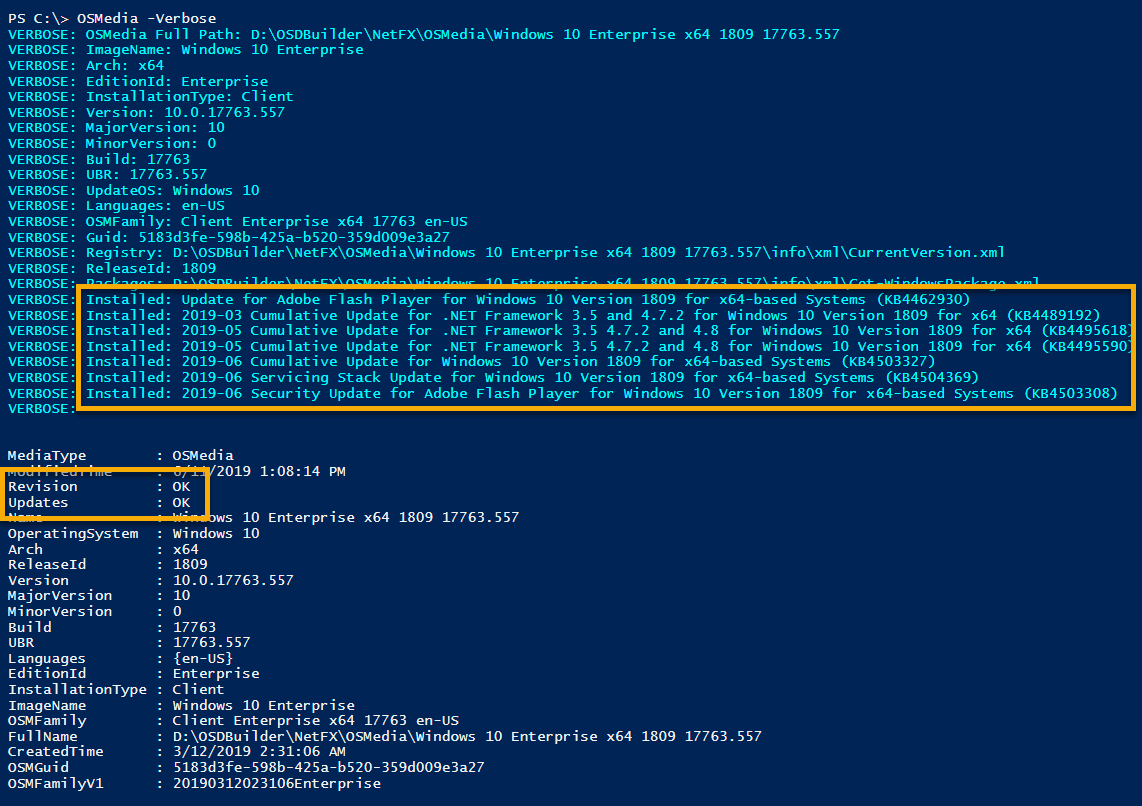 PS C:\> OSMedia -Verbose
VERBOSE: OSMedia Full Path: D:\OSDBuilder\NetFX\OSMedia\Windows 10 Enterprise x64 1809 17763.557
VERBOSE: ImageName: Windows 10 Enterprise
VERBOSE: Arch: x64
VERBOSE: EditionId: Enterprise
VERBOSE: InstallationType: Client
VERBOSE: Version: 10.0.17763.557
VERBOSE: MajorVersion: 10
VERBOSE: MinorVersion: 0
VERBOSE: Build: 17763
VERBOSE: UBR: 17763.557
VERBOSE: UpdateOS: Windows 10
VERBOSE: Languages: en-US
VERBOSE: OSMFamily: Client Enterprise x64 17763 en-US
VERBOSE: Guid: 5183d3fe-598b-425a-b520-359d009e3a27
VERBOSE: Registry: D:\OSDBuilder\NetFX\OSMedia\Windows 10 Enterprise x64 1809 17763.557\info\xml\CurrentVersion.xml
VERBOSE: ReleaseId: 1809
VERBOSE: Packages: D:\OSDBuilder\NetFX\OSMedia\Windows 10 Enterprise x64 1809 17763.557\info\xml\Get-WindowsPackage.xml
VERBOSE: Installed: Update for Adobe Flash Player for Windows 10 Version 1809 for x64-based Systems (KB4462930)
VERBOSE: Installed: 2019-03 Cumulative Update for .NET Framework 3.5 and 4.7.2 for Windows 10 Version 1809 for x64 (KB4489192)
VERBOSE: Installed: 2019-05 Cumulative Update for .NET Framework 3.5 4.7.2 and 4.8 for Windows 10 Version 1809 for x64 (KB4495618)
VERBOSE: Installed: 2019-05 Cumulative Update for .NET Framework 3.5 4.7.2 and 4.8 for Windows 10 Version 1809 for x64 (KB4495590)
VERBOSE: Installed: 2019-06 Cumulative Update for Windows 10 Version 1809 for x64-based Systems (KB4503327)
VERBOSE: Installed: 2019-06 Servicing Stack Update for Windows 10 Version 1809 for x64-based Systems (KB4504369)
VERBOSE: Installed: 2019-06 Security Update for Adobe Flash Player for Windows 10 Version 1809 for x64-based Systems (KB4503308)
VERBOSE:
MediaType : OSMedia
ModifiedTime : 6/11/2019 1:08:14 PM
Revision : OK
Updates : OK
Name : Windows 10 Enterprise x64 1809 17763.557
OperatingSystem : Windows 10
Arch : x64
ReleaseId : 1809
Version : 10.0.17763.557
MajorVersion : 10
MinorVersion : 0
Build : 17763
UBR : 17763.557
Languages : {en-US}
EditionId : Enterprise
InstallationType : Client
ImageName : Windows 10 Enterprise
OSMFamily : Client Enterprise x64 17763 en-US
FullName : D:\OSDBuilder\NetFX\OSMedia\Windows 10 Enterprise x64 1809 17763.557
CreatedTime : 3/12/2019 2:31:06 AM
OSMGuid : 5183d3fe-598b-425a-b520-359d009e3a27
OSMFamilyV1 : 20190312023106Enterprise